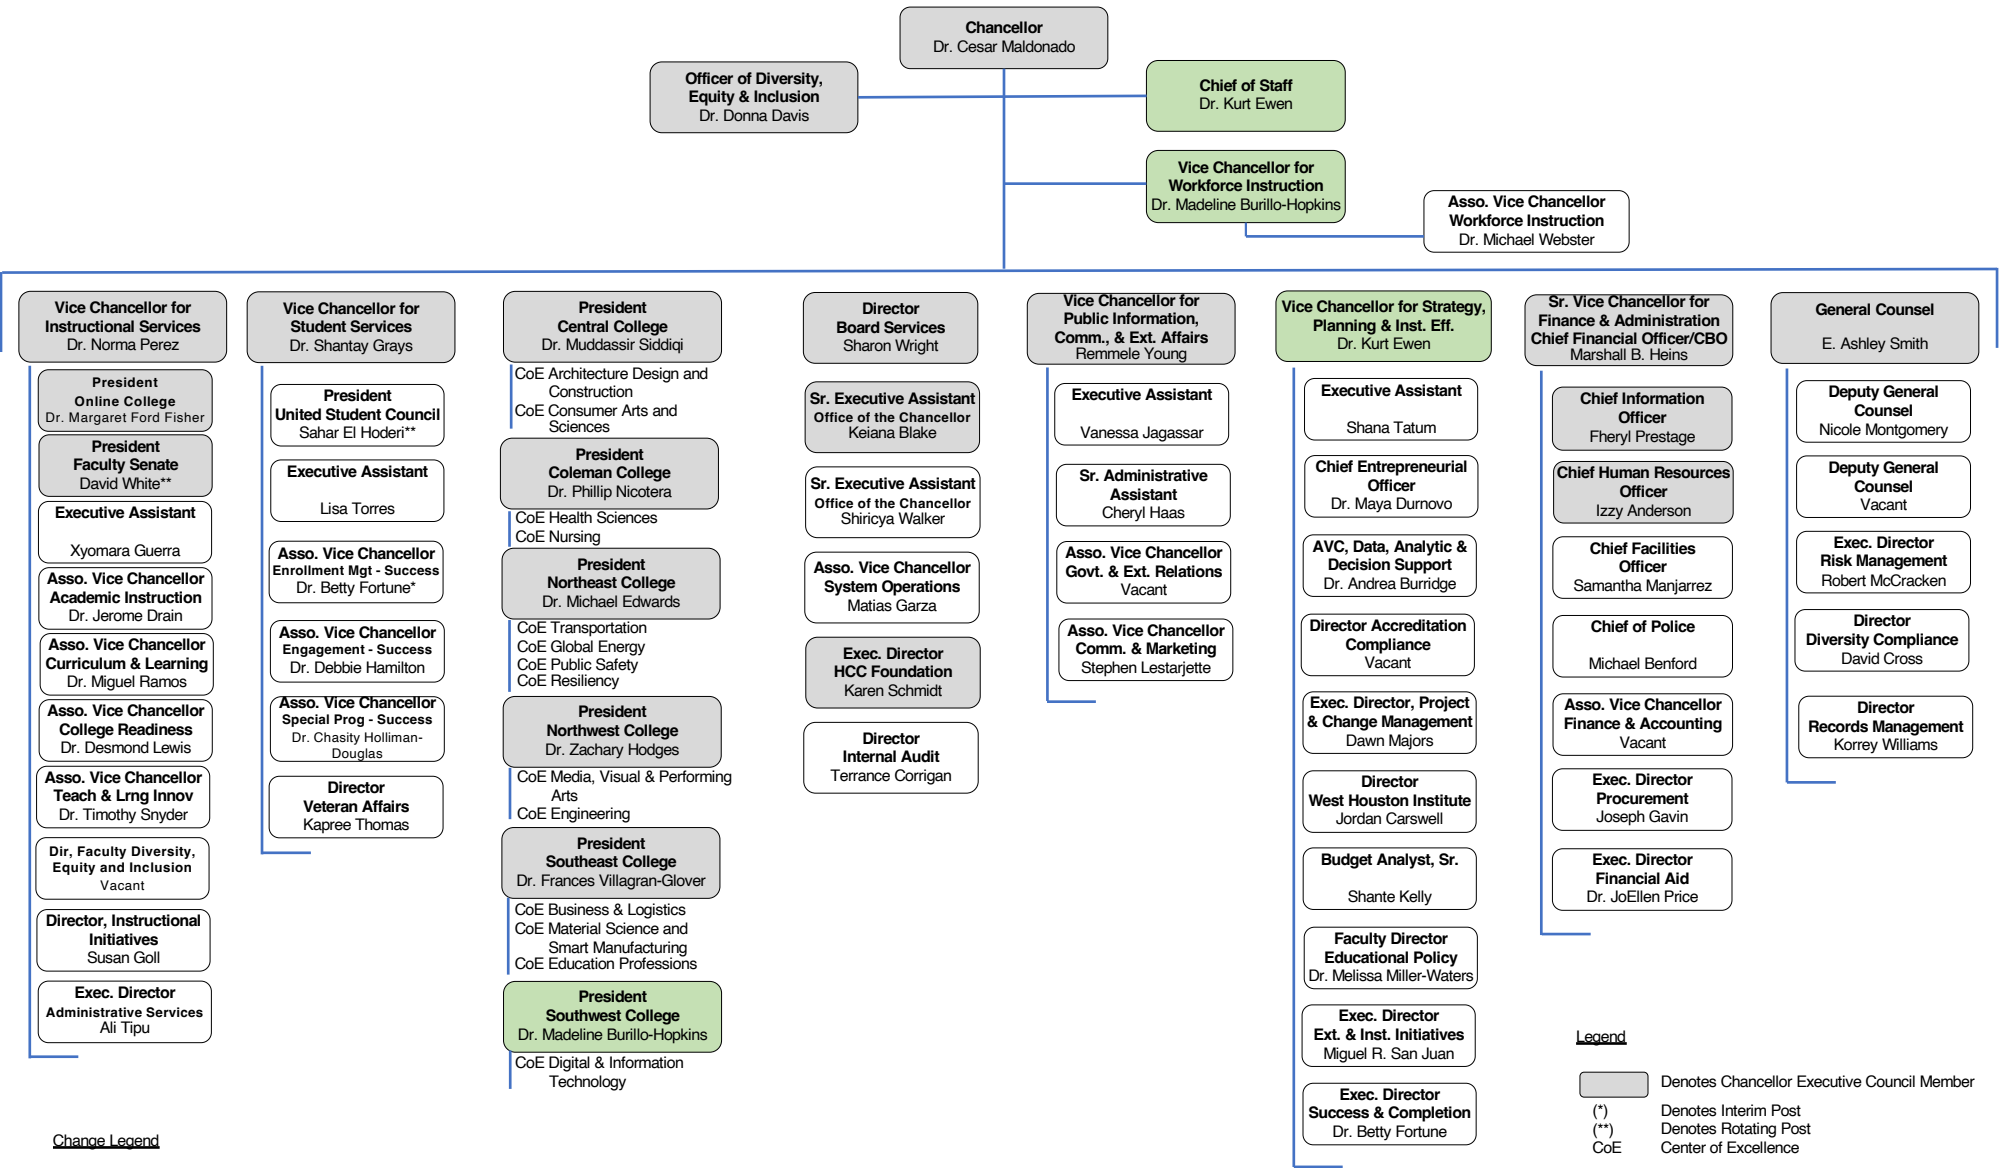 Chancellor
Dr. Cesar Maldonado
Officer of Diversity,
Equity & Inclusion
Dr. Donna Davis
Chief of Staff
Dr. Kurt Ewen
Vice Chancellor for
Workforce Instruction
Dr. Madeline Burillo-Hopkins
Asso. Vice Chancellor
Workforce Instruction
Dr. Michael Webster
Vice Chancellor for
Instructional Services
Dr. Norma Perez
President
Online College
Dr. Margaret Ford Fisher
President
Faculty Senate
David White**
Executive Assistant
Xyomara Guerra
Asso. Vice Chancellor
Academic Instruction
Dr. Jerome Drain
Asso. Vice Chancellor
Curriculum & Learning
Dr. Miguel Ramos
Asso. Vice Chancellor
College Readiness
Dr. Desmond Lewis
Asso. Vice Chancellor
Teach & Lrng Innov
Dr. Timothy Snyder
Dir, Faculty Diversity,
Equity and Inclusion
Vacant
Director, Instructional
Initiatives
Susan Goll
Exec. Director
Administrative Services
Ali Tipu
Vice Chancellor for
Student Services
Dr. Shantay Grays
President
United Student Council
Sahar El Hoderi**
Executive Assistant
Lisa Torres
Asso. Vice Chancellor
Enrollment Mgt - Success
Dr. Betty Fortune*
Asso. Vice Chancellor
Engagement - Success
Dr. Debbie Hamilton
Asso. Vice Chancellor
Special Prog - Success
Dr. Chasity Holliman-
Douglas
Director
Veteran Affairs
Kapree Thomas
President
Central College
Dr. Muddassir Siddiqi
CoE Architecture Design and
Construction
CoE Consumer Arts and
Sciences
President
Coleman College
Dr. Phillip Nicotera
CoE Health Sciences
CoE Nursing
President
Northeast College
Dr. Michael Edwards
CoE Transportation
CoE Global Energy
CoE Public Safety
CoE Resiliency
President
Northwest College
Dr. Zachary Hodges
CoE Media, Visual & Performing
Arts
CoE Engineering
President
Southeast College
Dr. Frances Villagran-Glover
CoE Business & Logistics
CoE Material Science and
Smart Manufacturing
CoE Education Professions
President
Southwest College
Dr. Madeline Burillo-Hopkins
CoE Digital & Information
Technology
Director
Board Services
Sharon Wright
Sr. Executive Assistant
Office of the Chancellor
Keiana Blake
Sr. Executive Assistant
Office of the Chancellor
Shiricya Walker
Asso. Vice Chancellor
System Operations
Matias Garza
Exec. Director
HCC Foundation
Karen Schmidt
Director
Internal Audit
Terrance Corrigan
Vice Chancellor for
Public Information,
Comm., & Ext. Affairs
Remmele Young
Executive Assistant
Vanessa Jagassar
Sr. Administrative
Assistant
Cheryl Haas
Asso. Vice Chancellor
Govt. & Ext. Relations
Vacant
Asso. Vice Chancellor
Comm. & Marketing
Stephen Lestarjette
Vice Chancellor for Strategy,
Planning & Inst. Eff.
Dr. Kurt Ewen
Executive Assistant
Shana Tatum
Chief Entrepreneurial
Officer
Dr. Maya Durnovo
AVC, Data, Analytic &
Decision Support
Dr. Andrea Burridge
Director Accreditation
Compliance
Vacant
Exec. Director, Project
& Change Management
Dawn Majors
Director
West Houston Institute
Jordan Carswell
Budget Analyst, Sr.
Shante Kelly
Faculty Director
Educational Policy
Dr. Melissa Miller-Waters
Exec. Director
Ext. & Inst. Initiatives
Miguel R. San Juan
Exec. Director
Success & Completion
Dr. Betty Fortune
Sr. Vice Chancellor for
Finance & Administration
Chief Financial Officer/CBO
Marshall B. Heins
Chief Information
Officer
Fheryl Prestage
Chief Human Resources
Officer
Izzy Anderson
Chief Facilities
Officer
Samantha Manjarrez
Chief of Police
Michael Benford
Asso. Vice Chancellor
Finance & Accounting
Vacant
Exec. Director
Procurement
Joseph Gavin
Exec. Director
Financial Aid
Dr. JoEllen Price
General Counsel
E. Ashley Smith
Deputy General
Counsel
Nicole Montgomery
Deputy General
Counsel
Vacant
Exec. Director
Risk Management
Robert McCracken
Director
Diversity Compliance
David Cross
Director
Records Management
Korrey Williams
Legend
Denotes Chancellor Executive Council Member
(*) Denotes Interim Post
(**) Denotes Rotating Post
CoE Center of Excellence
Change Legend